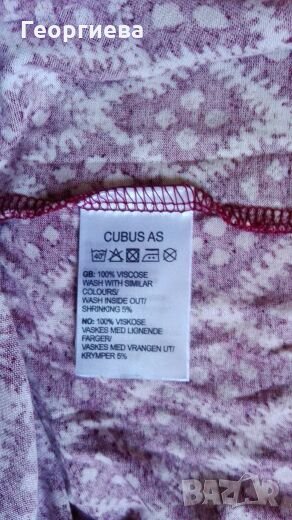 Георгиева
CUBUS AS
GB: 100% VISCOSE
WASH WITH SIMILAR
COLOURS/
WASH INSIDE OUT/
SHRINKING 5%
NO: 100% VISKOSE
VASKES MED LIGNENDE
FARGER/
VASKES MED VRANGEN UT/
KRYMPER 5%
BAZAR